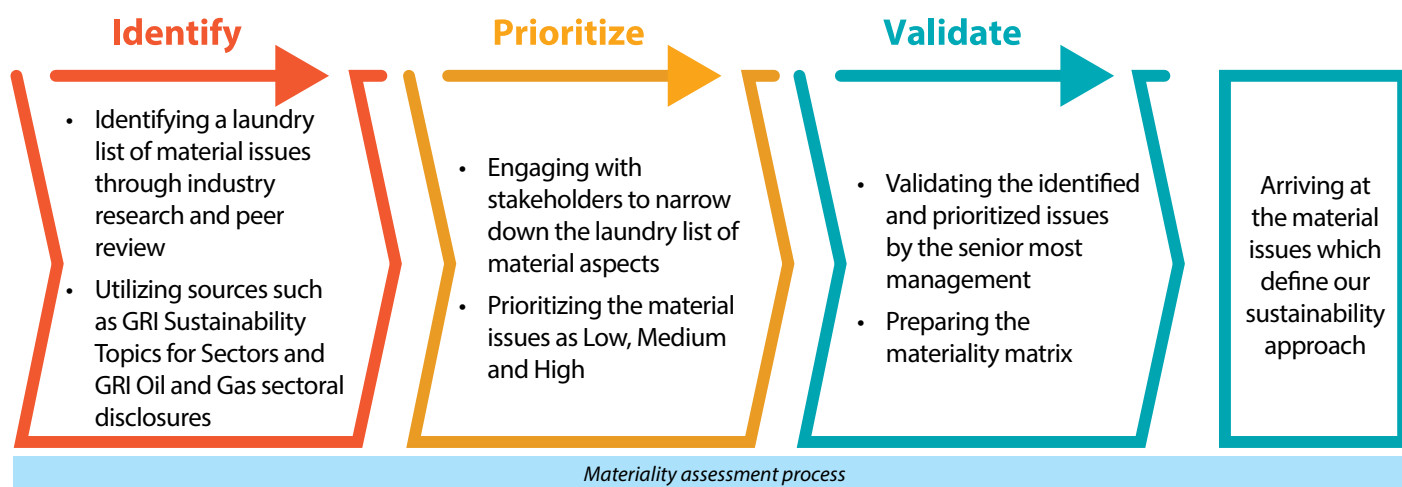 Identify
• Identifying a laundry
list of material issues
through industry
research and peer
review
• Utilizing sources such
as GRI Sustainability
Topics for Sectors and
GRI Oil and Gas sectoral
disclosures
Prioritize
• Engaging with
stakeholders to narrow
down the laundry list of
material aspects
• Prioritizing the material
issues as Low, Medium
and High
Validate
• Validating the identified
and prioritized issues
by the senior most
management
• Preparing the
materiality matrix
Arriving at
the material
issues which
define our
sustainability
approach
Materiality assessment process